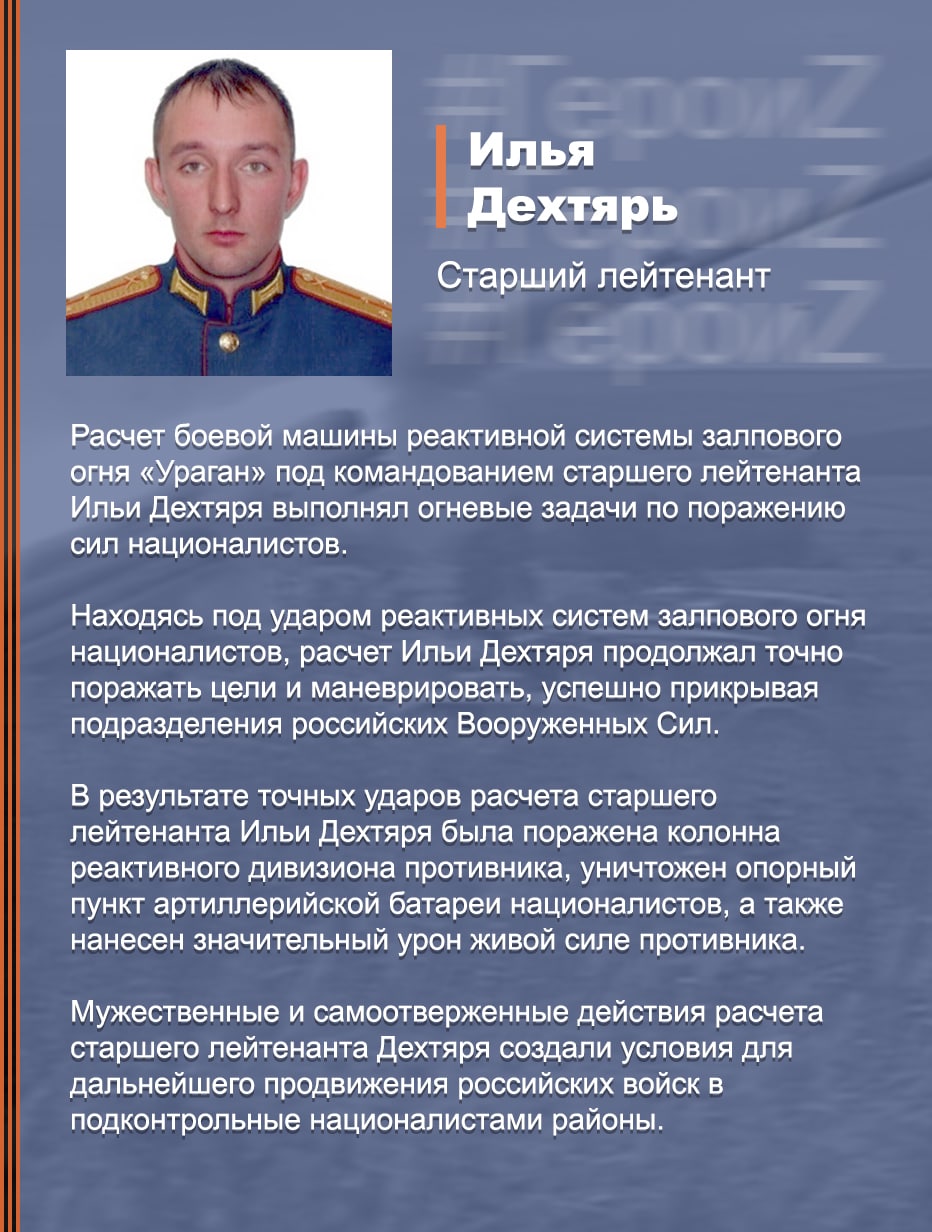 #ГероиZ
Илья
#ГероиZ
Дехтярь
Старший лейтенант
#ГероиZ
Расчет боевой машины реактивной системы залпового
огня «Ураган» под командованием старшего лейтенанта
Ильи Дехтяря выполнял огневые задачи по поражению
сил националистов.
Находясь под ударом реактивных систем залпового огня
националистов, расчет Ильи Дехтяря продолжал точно
поражать цели и маневрировать, успешно прикрывая
подразделения российских Вооруженных Сил.
В результате точных ударов расчета старшего
лейтенанта Ильи Дехтяря была поражена колонна
реактивного дивизиона противника, уничтожен опорный
пункт артиллерийской батареи националистов, а также
нанесен значительный урон живой силе противника.
Мужественные и самоотверженные действия расчета
старшего лейтенанта Дехтяря создали условия для
дальнейшего продвижения российских войск в
подконтрольные националистами районы.